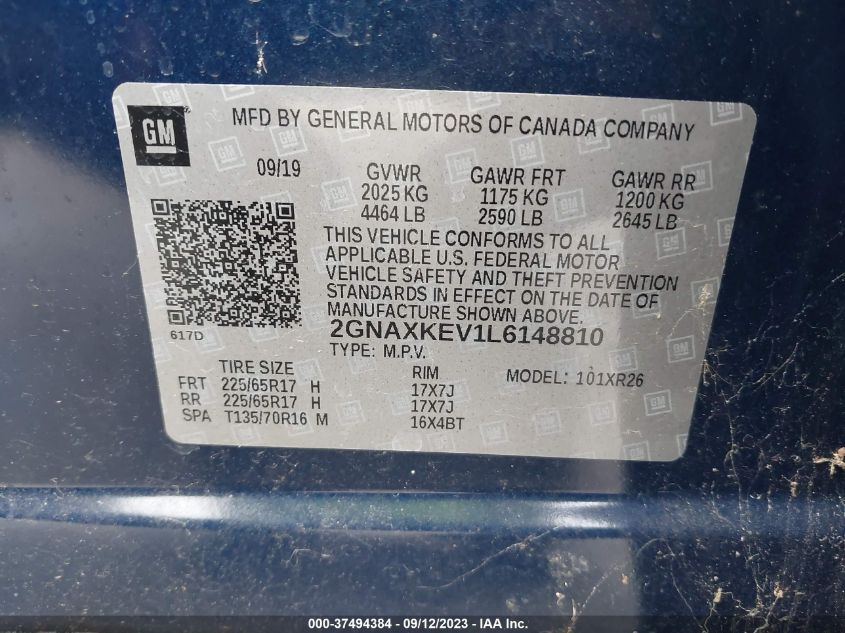 GM
MFD BY GENERAL MOTORS OF CANADA COMPANY
09/19
GVWR
2025 KG
4464 LB
GAWR FRT
1175 KG
2590 LB
GAWR RR
1200 KG
2645 LB
THIS VEHICLE CONFORMS TO ALL
APPLICABLE U.S. FEDERAL MOTOR
VEHICLE SAFETY AND THEFT PREVENTION
STANDARDS IN EFFECT ON THE DATE OF
MANUFACTURE SHOWN ABOVE.
617D
2GNAXKEV1L6148810
TYPE: M.P.V.
TIRE SIZE RIM MODEL: 101XR26
FRT 225/65R17 H 17X7J
RR 225/65R17 H 17X7J
SPA T135/70R16 M 16X4BT
000-37494384 - 09/12/2023 - © IAA Inc.